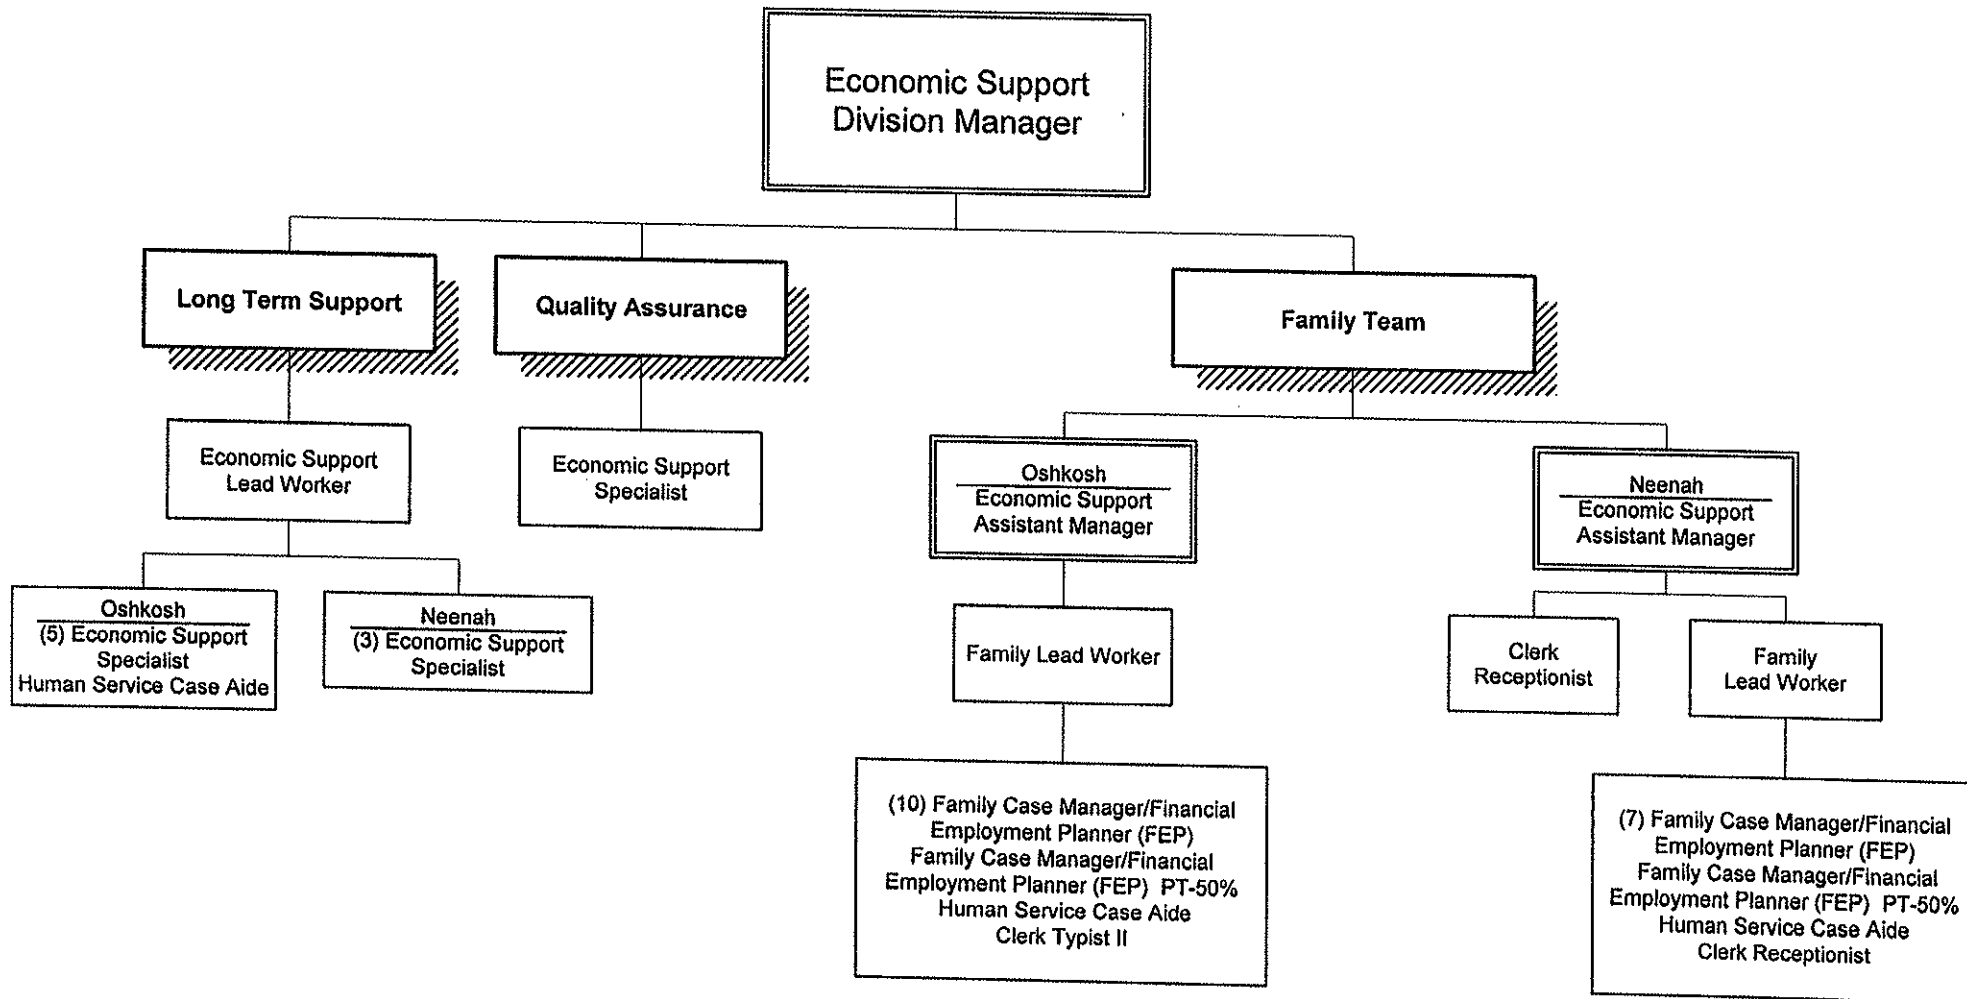 Economic Support
Division Manager
Long Term Support
Quality Assurance
Family Team
Economic Support
Lead Worker
Economic Support
Specialist
Oshkosh
Economic Support
Assistant Manager
Neenah
Economic Support
Assistant Manager
Oshkosh
(5) Economic Support
Specialist
Human Service Case Aide
Neenah
(3) Economic Support
Specialist
Family Lead Worker
Clerk
Receptionist
Family
Lead Worker
(10) Family Case Manager/Financial
Employment Planner (FEP)
Family Case Manager/Financial
Employment Planner (FEP) PT-50%
Human Service Case Aide
Clerk Typist II
(7) Family Case Manager/Financial
Employment Planner (FEP)
Family Case Manager/Financial
Employment Planner (FEP) PT-50%
Human Service Case Aide
Clerk Receptionist